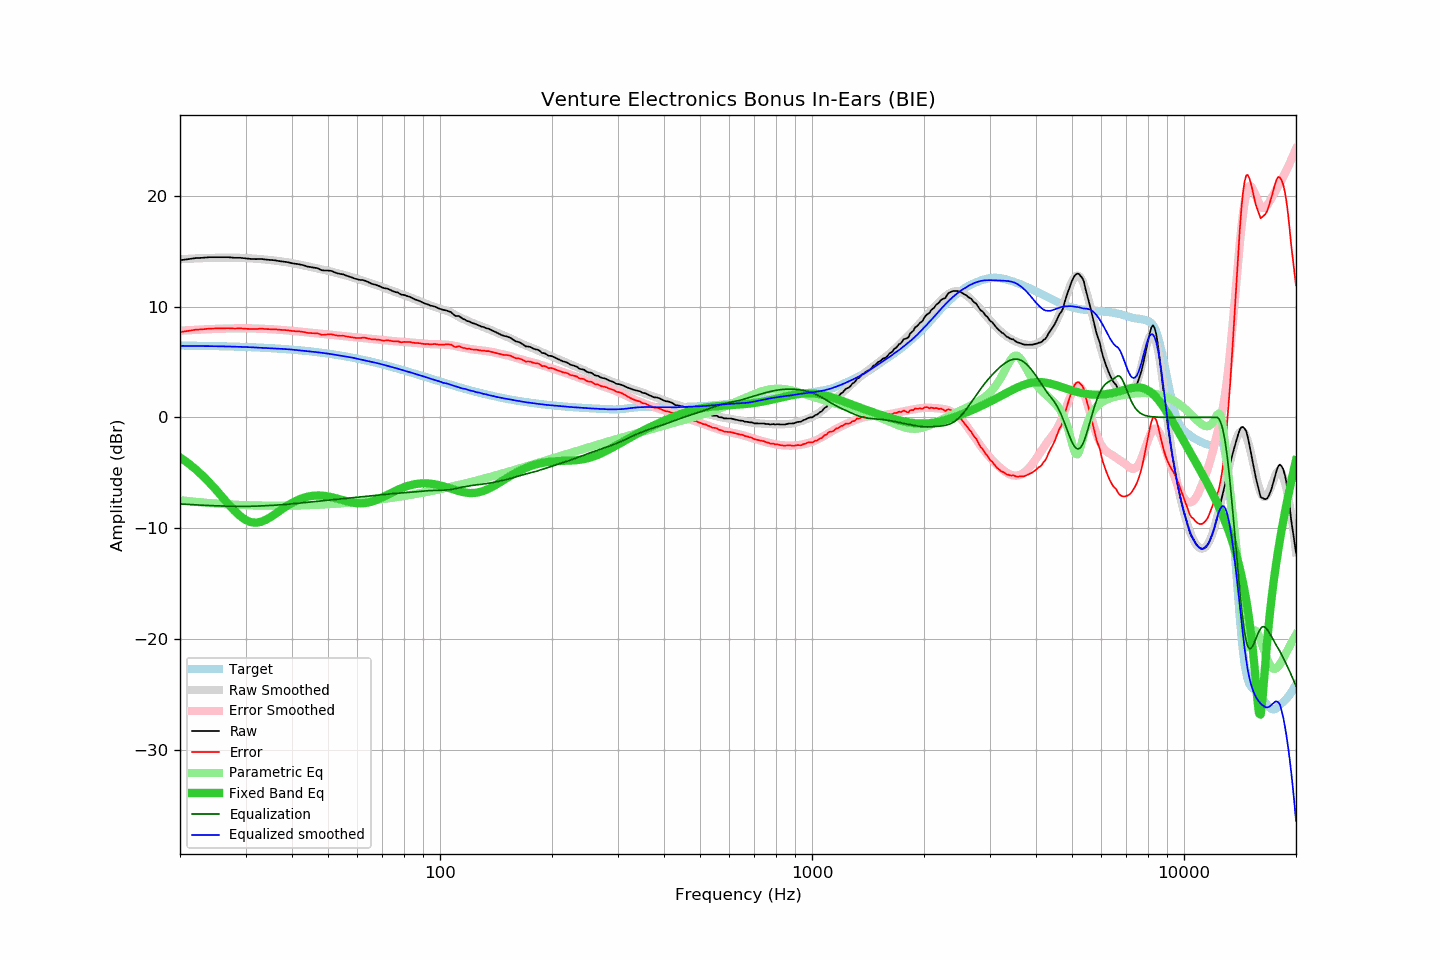 Venture Electronics Bonus In-Ears (BIE)
Amplitude (dBr)
20
10
0
−10
−20
−30
Target
Raw Smoothed
Error Smoothed
Raw
Error
Parametric Eq
Fixed Band Eq
Equalization
Equalized smoothed
100 1000 10000
Frequency (Hz)